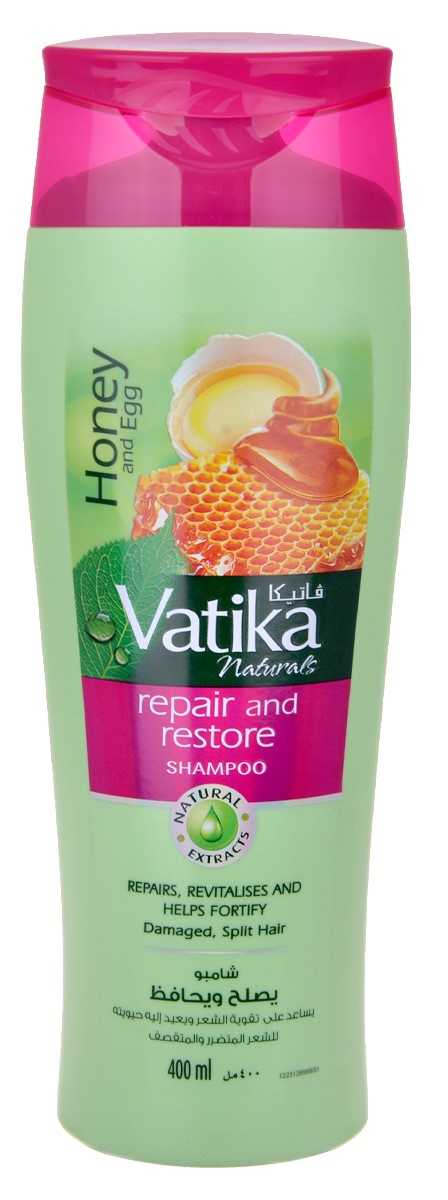 Honey
and Egg
فاتيكا
Vatika
Naturals
repair and
restore
SHAMPOO
NATURAL
EXTRACTS
REPAIRS, REVITALISES AND
HELPS FORTIFY
Damaged, Split Hair
شامبو
يصلح ويحافظ
يساعد على تقوية الشعر ويعيد إليه حيويته
للشعر المتضرر والمتقصف
400 ml ٤٠٠ مل